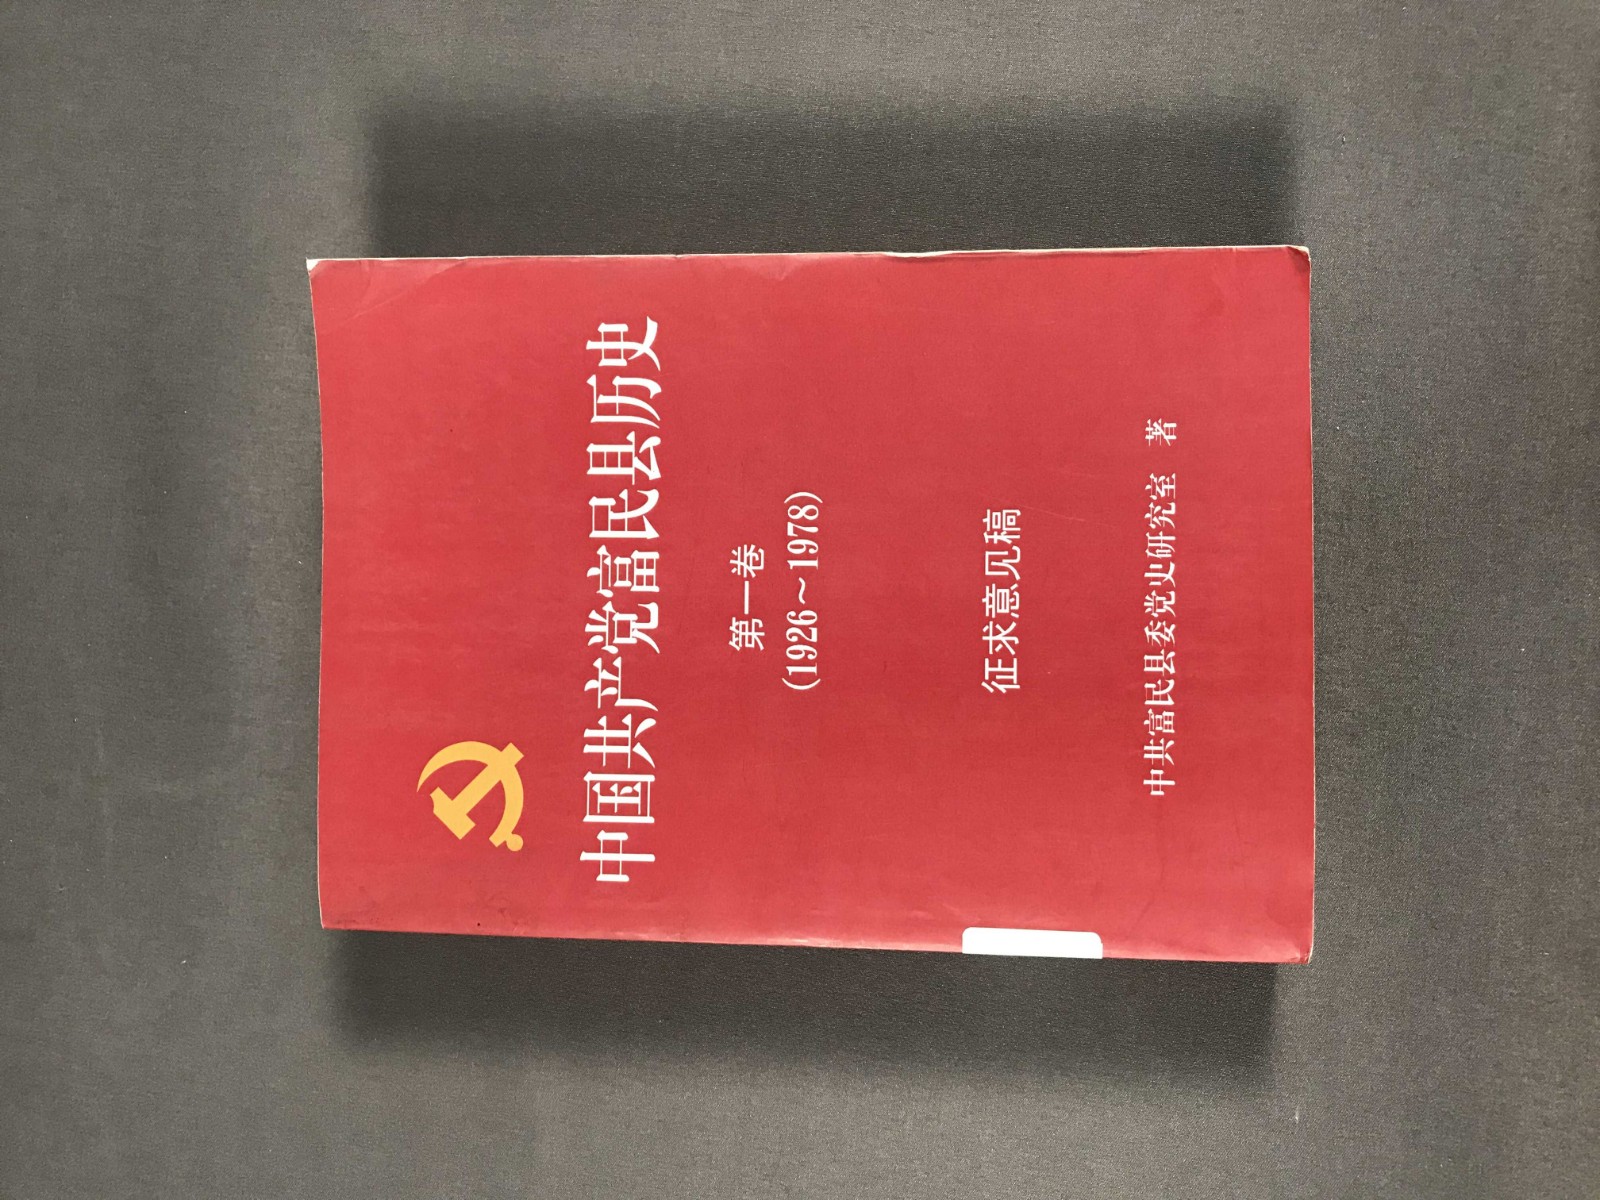 中国共产党富民县历史
第一卷
(1926～1978)
征求意见稿
中共富民县委党史研究室 著